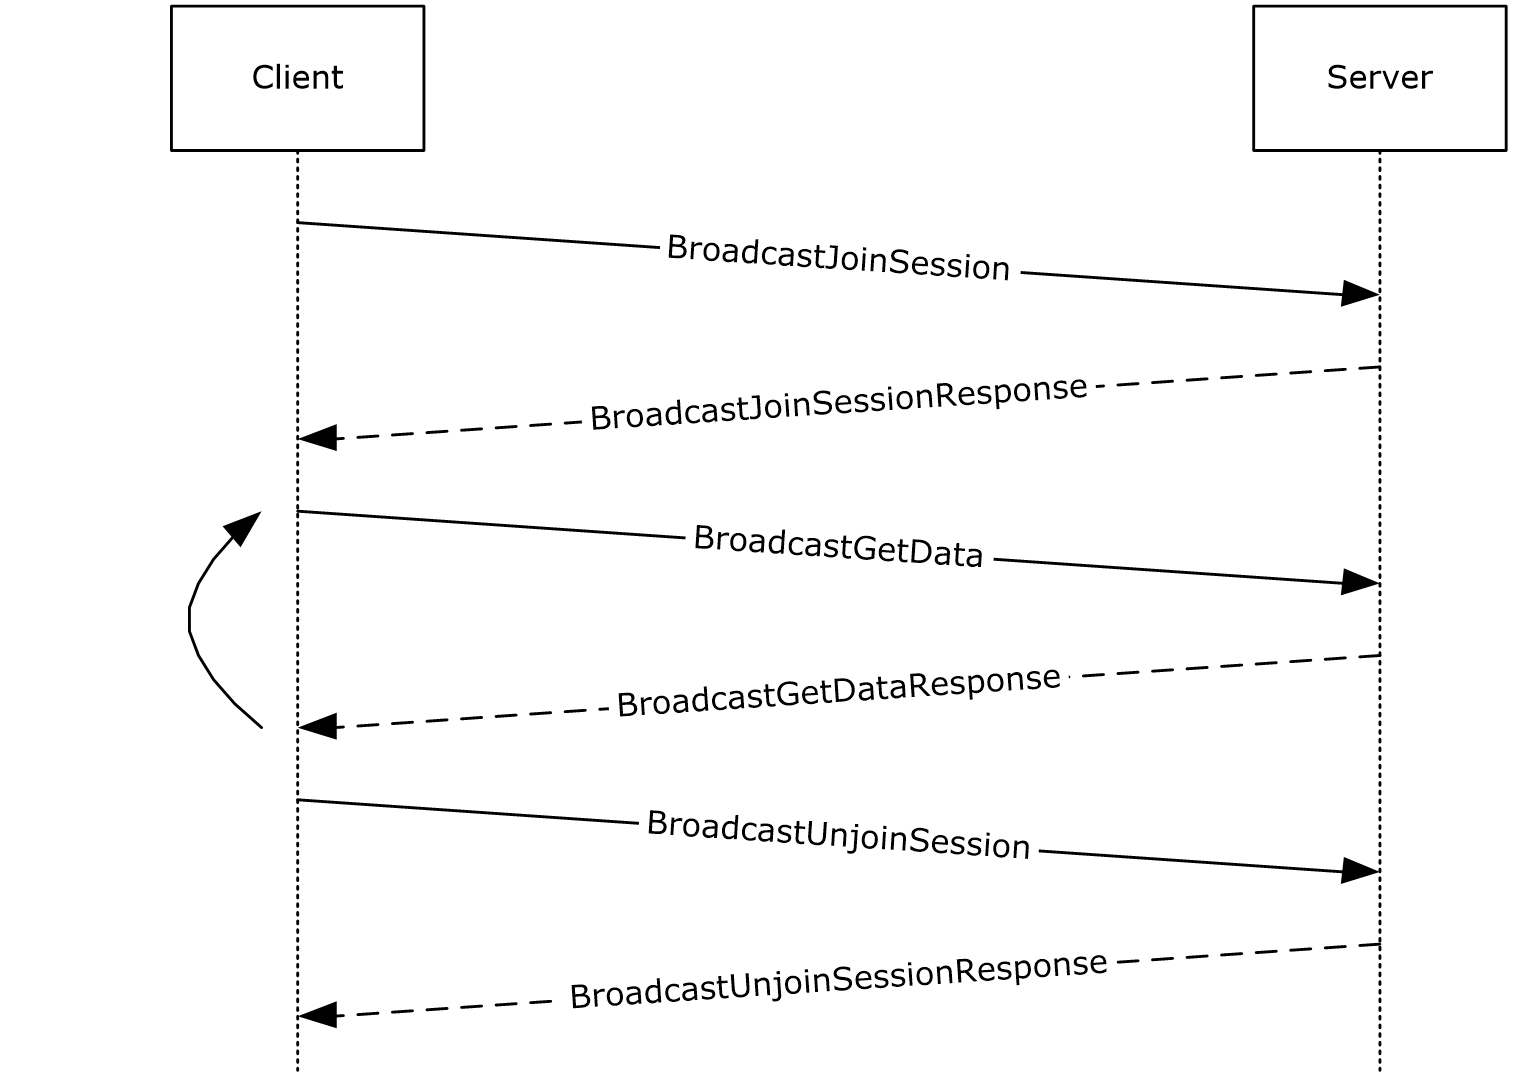 Client
Server
BroadcastJoinSession
BroadcastJoinSessionResponse
BroadcastGetData
BroadcastGetDataResponse
BroadcastUnjoinSession
BroadcastUnjoinSessionResponse